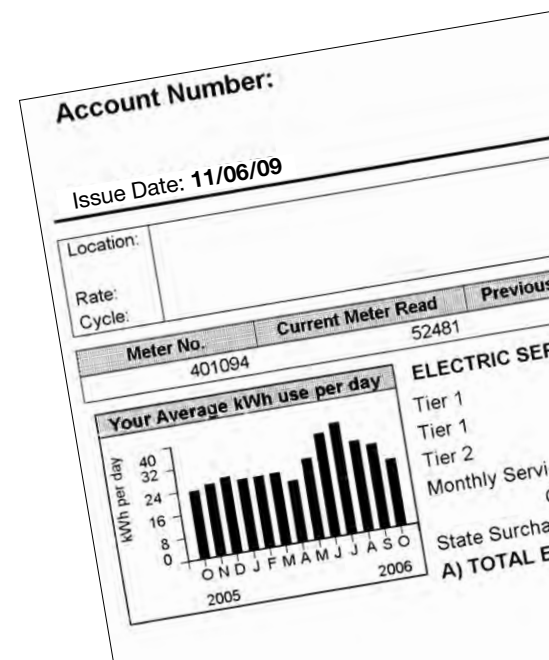 Account Number:
Issue Date: 11/06/09
Location:
Rate:
Cycle:
Meter No. Current Meter Read Previous
401094 52481
Your Average kWh use per day
kWh per day
40
32
24
16
8
0
O N D J F M A M J J A S O
2005 2006
ELECTRIC SER
Tier 1
Tier 1
Tier 2
Monthly Servi
State Surcha
A) TOTAL E